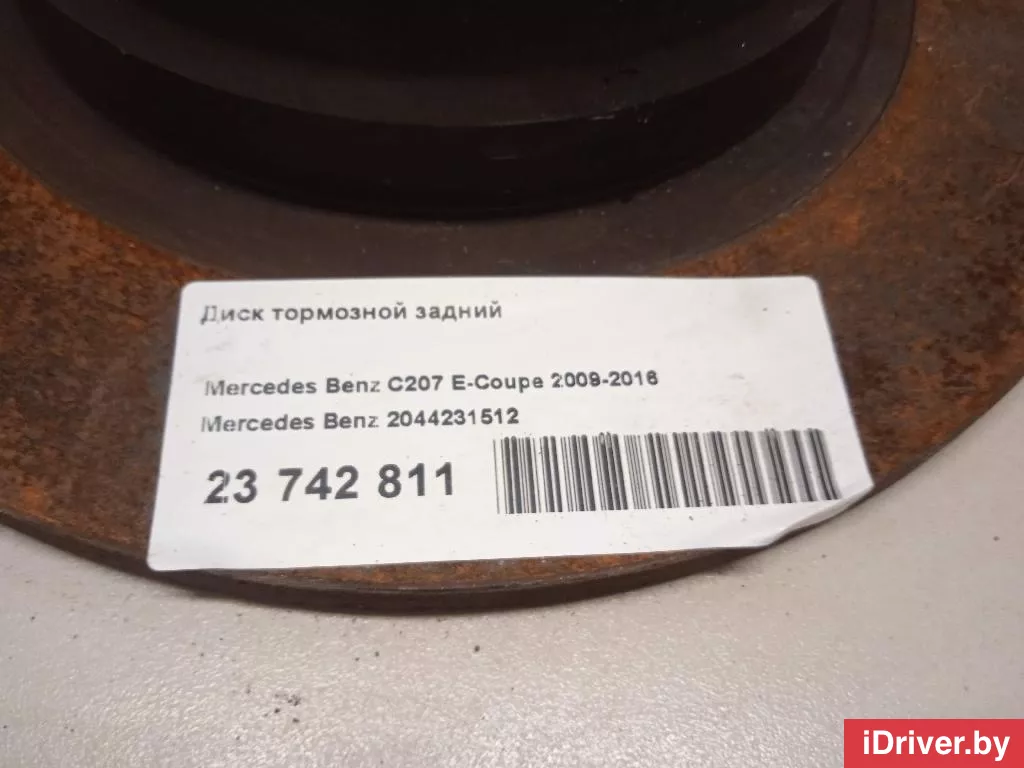 Диск тормозной задний
Mercedes Benz C207 E-Coupe 2009-2016
Mercedes Benz 2044231512
23 742 811
iDriver.by